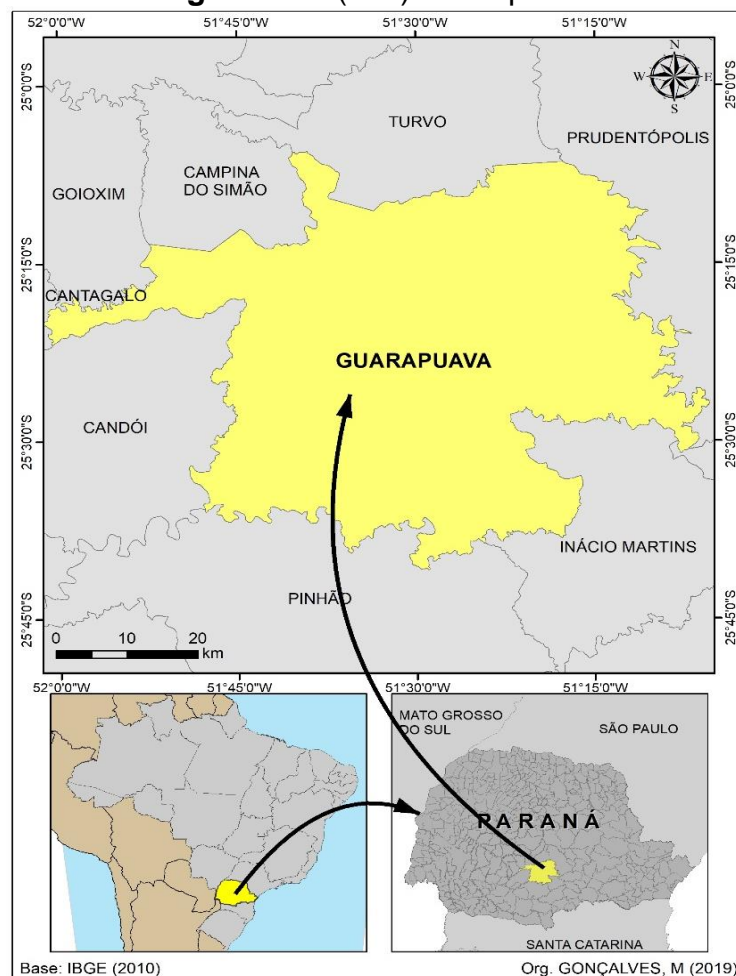 52°0'0"W 51°45'0"W 51°30'0"W 51°15'0"W
N
W E
S
25°0'0"S 25°0'0"S
TURVO
PRUDENTÓPOLIS
CAMPINA
DO SIMÃO
GOIOXIM
25°15'0"S 25°15'0"S
CANTAGALO
GUARAPUAVA
CANDÓI
25°30'0"S 25°30'0"S
INÁCIO MARTINS
PINHÃO
25°45'0"S 25°45'0"S
0 10 20
km
52°0'0"W 51°45'0"W 51°30'0"W 51°15'0"W
MATO GROSSO
DO SUL
SÃO PAULO
PARANÁ
SANTA CATARINA
Base: IBGE (2010) Org. GONÇALVES, M (2019)